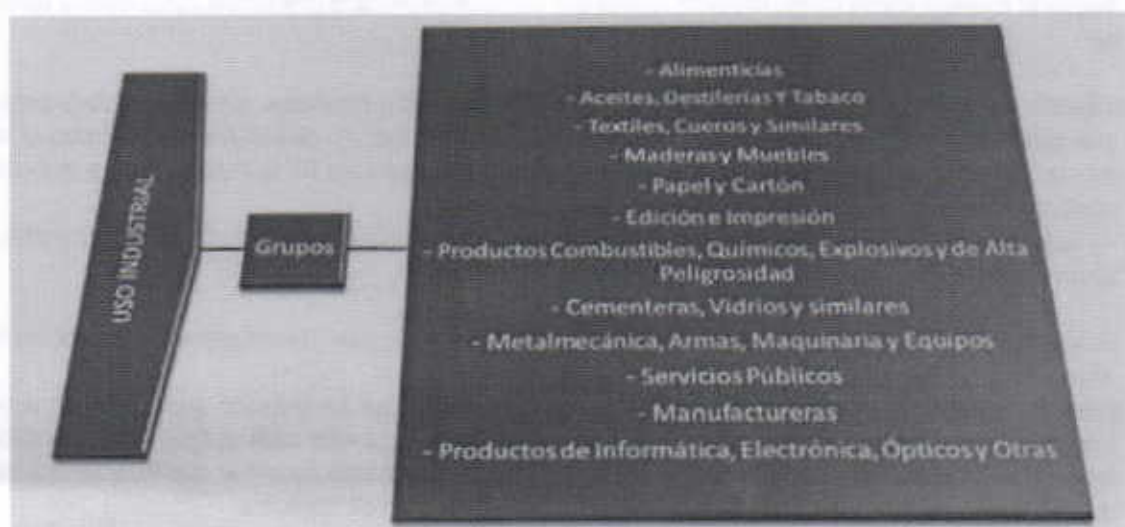 USO INDUSTRIAL
Grupos
- Alimenticias
- Aceites, Destilerías Y Tabaco
- Textiles, Cueros y Similares
- Maderas y Muebles
- Papel y Cartón
- Edición e Impresión
- Productos Combustibles, Químicos, Explosivos y de Alta
Peligrosidad
- Cementeras, Vidrios y similares
- Metalmecánica, Armas, Maquinaria y Equipos
- Servicios Públicos
- Manufactureras
- Productos de Informática, Electrónica, Ópticos y Otras